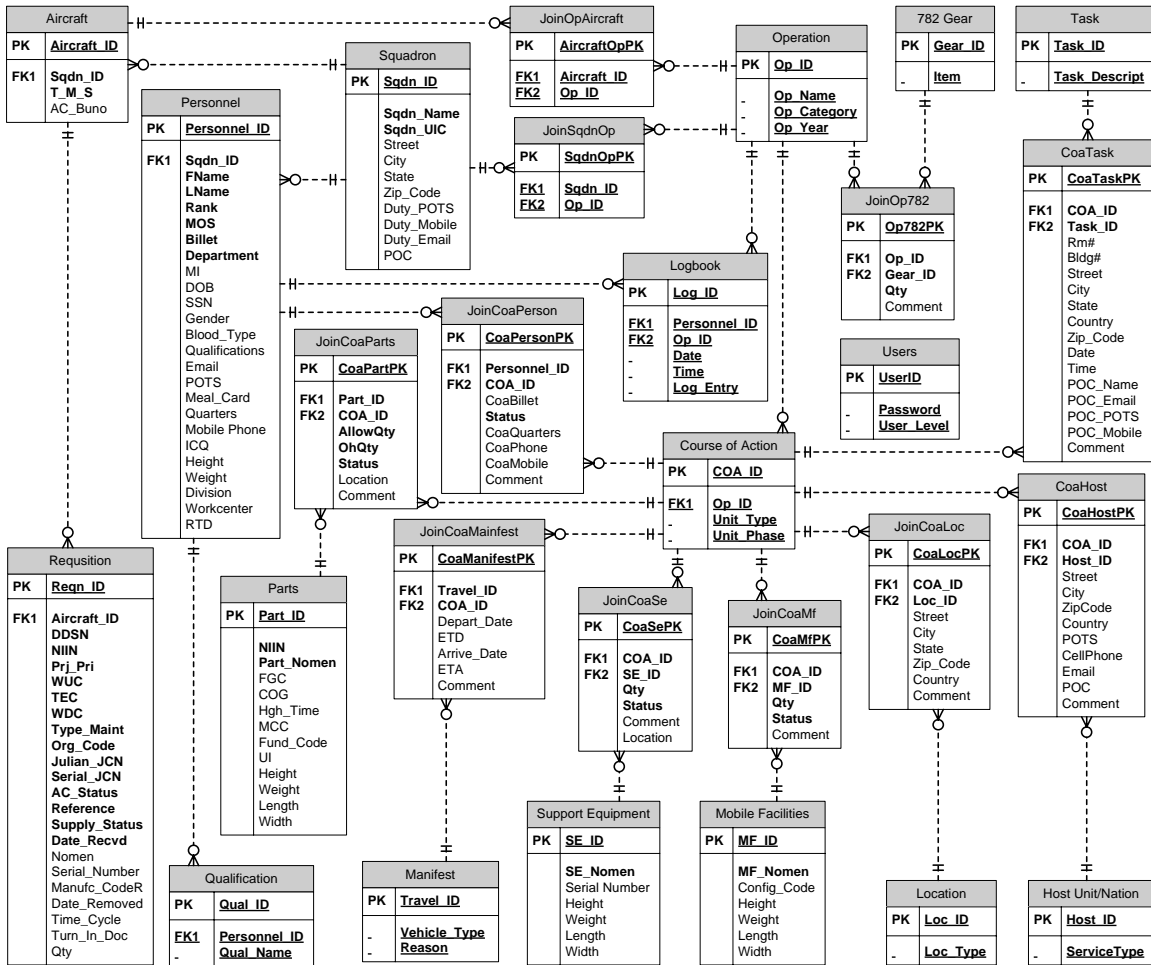 Aircraft
PK Aircraft_ID
FK1 Sqdn_ID
T_M_S
AC_Buno
JoinOpAircraft
PK AircraftOpPK
FK1 Aircraft_ID
FK2 Op_ID
Operation
PK Op_ID
- Op_Name
- Op_Category
- Op_Year
782 Gear
PK Gear_ID
- Item
Task
PK Task_ID
- Task_Descript
Squadron
PK Sqdn_ID
Sqdn_Name
Sqdn_UIC
Street
City
State
Zip_Code
Duty_POTS
Duty_Mobile
Duty_Email
POC
Personnel
PK Personnel_ID
FK1 Sqdn_ID
FName
LName
Rank
MOS
Billet
Department
MI
DOB
SSN
Gender
Blood_Type
Qualifications
Email
POTS
Meal_Card
Quarters
Mobile Phone
ICQ
Height
Weight
Division
Workcenter
RTD
JoinSqdnOp
PK SqdnOpPK
FK1 Sqdn_ID
FK2 Op_ID
JoinOp782
PK Op782PK
FK1 Op_ID
FK2 Gear_ID
Qty
Comment
CoaTask
PK CoaTaskPK
FK1 COA_ID
FK2 Task_ID
Rm#
Bldg#
Street
City
State
Country
Zip_Code
Date
Time
POC_Name
POC_Email
POC_POTS
POC_Mobile
Comment
Logbook
PK Log_ID
FK1 Personnel_ID
FK2 Op_ID
- Date
- Time
- Log_Entry
JoinCoaPerson
PK CoaPersonPK
FK1 Personnel_ID
FK2 COA_ID
CoaBillet
Status
CoaQuarters
CoaPhone
CoaMobile
Comment
JoinCoaParts
PK CoaPartPK
FK1 Part_ID
FK2 COA_ID
AllowQty
OhQty
Status
Location
Comment
Users
PK UserID
- Password
- User_Level
Course of Action
PK COA_ID
FK1 Op_ID
- Unit_Type
- Unit_Phase
CoaHost
PK CoaHostPK
FK1 COA_ID
FK2 Host_ID
Street
City
ZipCode
Country
POTS
CellPhone
Email
POC
Comment
JoinCoaLoc
PK CoaLocPK
FK1 COA_ID
FK2 Loc_ID
Street
City
State
Zip_Code
Country
Comment
JoinCoaMainfest
PK CoaManifestPK
FK1 Travel_ID
FK2 COA_ID
Depart_Date
ETD
Arrive_Date
ETA
Comment
Requsition
PK Reqn_ID
FK1 Aircraft_ID
DDSN
NIIN
Prj_Pri
WUC
TEC
WDC
Type_Maint
Org_Code
Julian_JCN
Serial_JCN
AC_Status
Reference
Supply_Status
Date_Recvd
Nomen
Serial_Number
Manufc_CodeR
Date_Removed
Time_Cycle
Turn_In_Doc
Qty
Parts
PK Part_ID
NIIN
Part_Nomen
FGC
COG
Hgh_Time
MCC
Fund_Code
UI
Height
Weight
Length
Width
JoinCoaSe
PK CoaSePK
FK1 COA_ID
FK2 SE_ID
Qty
Status
Comment
Location
JoinCoaMf
PK CoaMfPK
FK1 COA_ID
FK2 MF_ID
Qty
Status
Comment
Support Equipment
PK SE_ID
SE_Nomen
Serial Number
Height
Weight
Length
Width
Mobile Facilities
PK MF_ID
MF_Nomen
Config_Code
Height
Weight
Length
Width
Qualification
PK Qual_ID
FK1 Personnel_ID
- Qual_Name
Manifest
PK Travel_ID
- Vehicle_Type
- Reason
Location
PK Loc_ID
- Loc_Type
Host Unit/Nation
PK Host_ID
- ServiceType